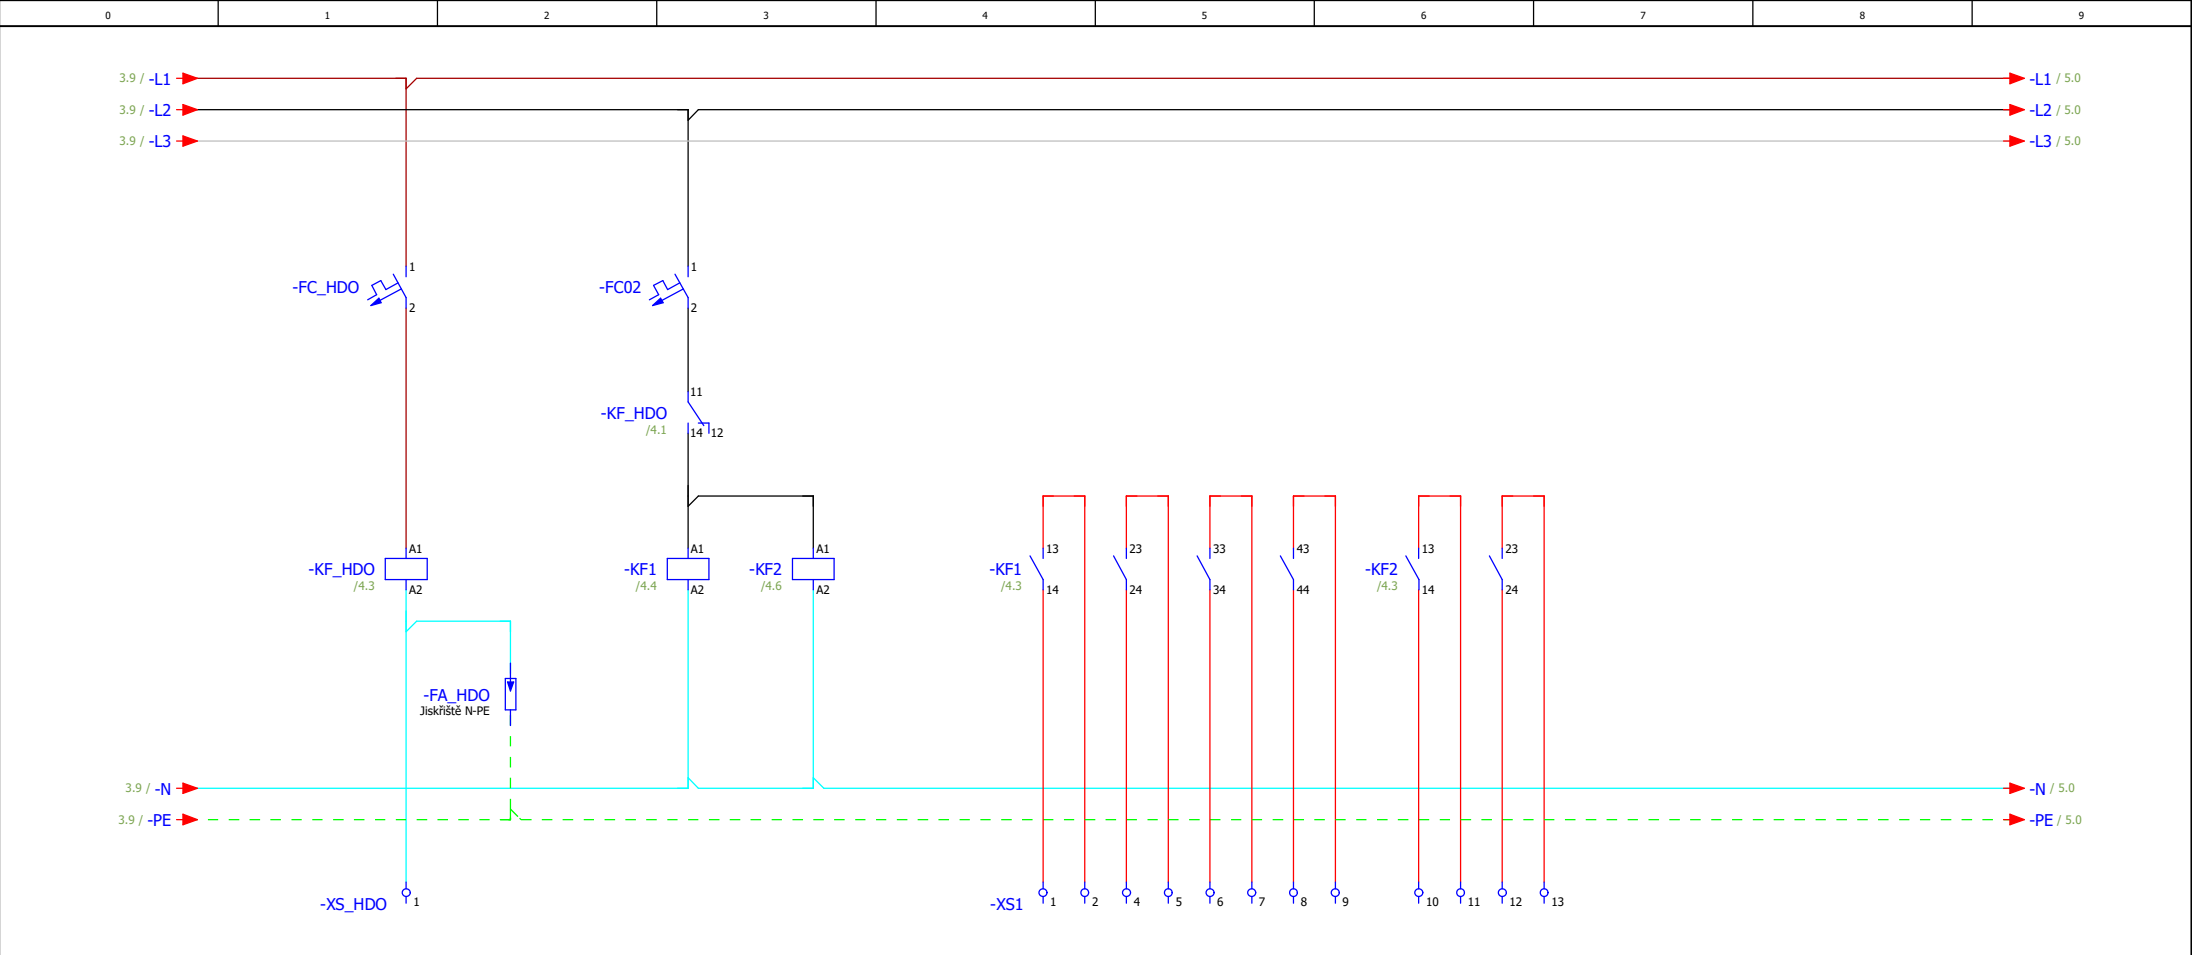 0 1 2 3 4 5 6 7 8 9
3.9 / -L1 -L1 / 5.0
3.9 / -L2 -L2 / 5.0
3.9 / -L3 -L3 / 5.0
1 1
-FC_HDO -FC02
2 2
11
-KF_HDO
/4.1
14 12
A1 A1 A1 13 23 33 43 13 23
-KF_HDO -KF1 -KF2 -KF1 -KF2
/4.3 /4.4 /4.6 /4.3 /4.3
A2 A2 A2 14 24 34 44 14 24
-FA_HDO
Jiskřiště N-PE
3.9 / -N -N / 5.0
3.9 / -PE -PE / 5.0
-XS_HDO 1 -XS1 1 2 4 5 6 7 8 9 10 11 12 13